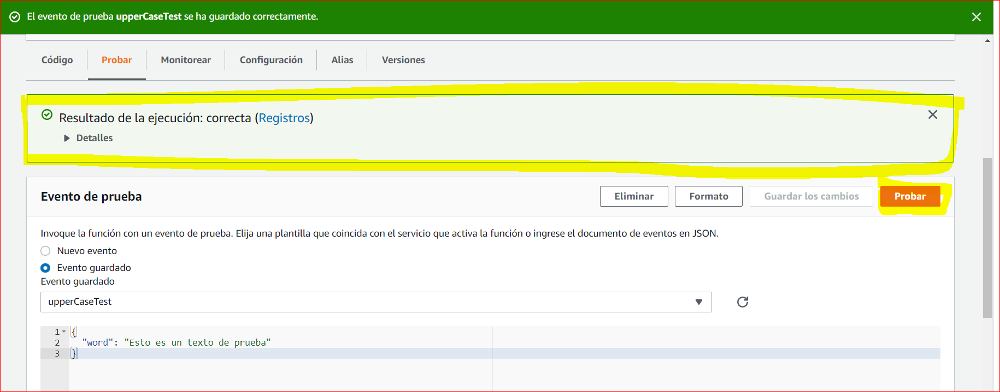 El evento de prueba upperCaseTest se ha guardado correctamente.
Código Probar Monitorear Configuración Alias Versiones
Resultado de la ejecución: correcta (Registros)
Detalles
Evento de prueba Eliminar Formato Guardar los cambios Probar
Invoque la función con un evento de prueba. Elija una plantilla que coincida con el servicio que activa la función o ingrese el documento de eventos en JSON.
Nuevo evento
Evento guardado
Evento guardado
upperCaseTest
1 {
2 "word": "Esto es un texto de prueba"
3 }